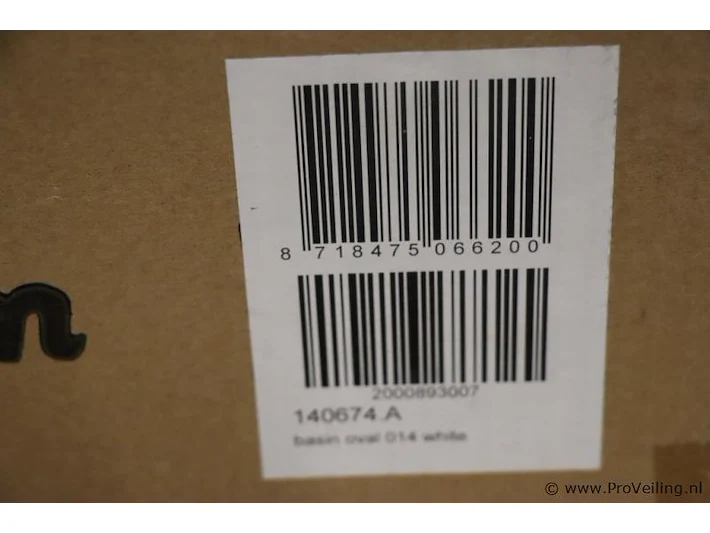 8 718475 066200
2000893007
140674.A
basin oval 014 white
n
© www.ProVeiling.nl